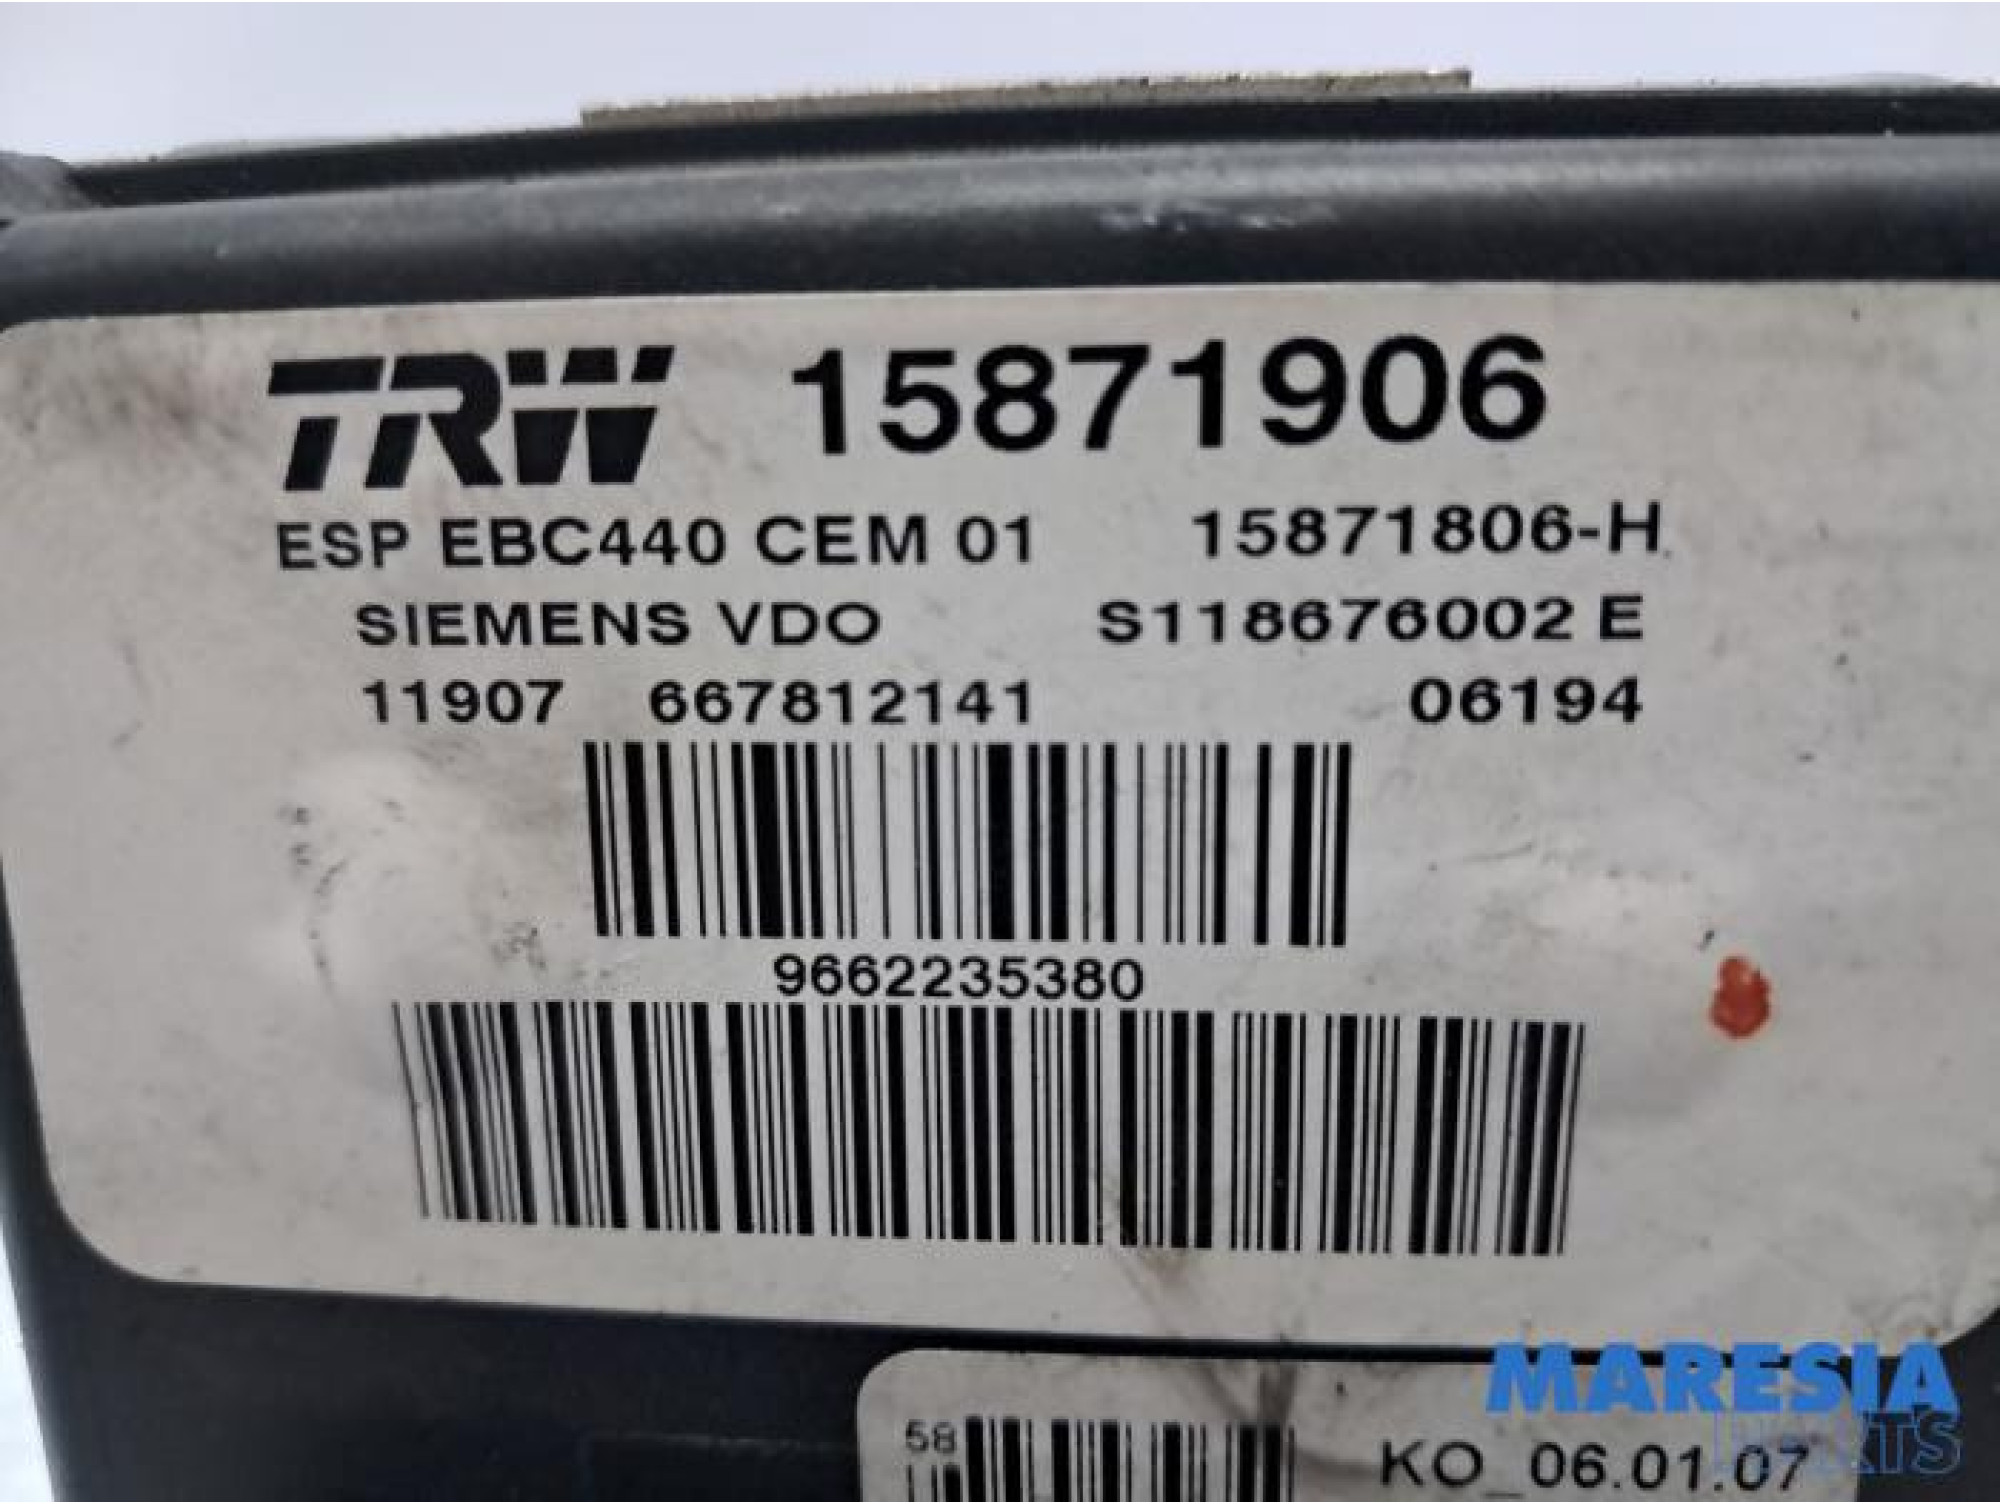 TRW 15871906
ESP EBC440 CEM 01 15871806-H
SIEMENS VDO S118676002 E
11907 667812141 06194
9662235380
58 KO_06.01.07
MARESIA
PARTS